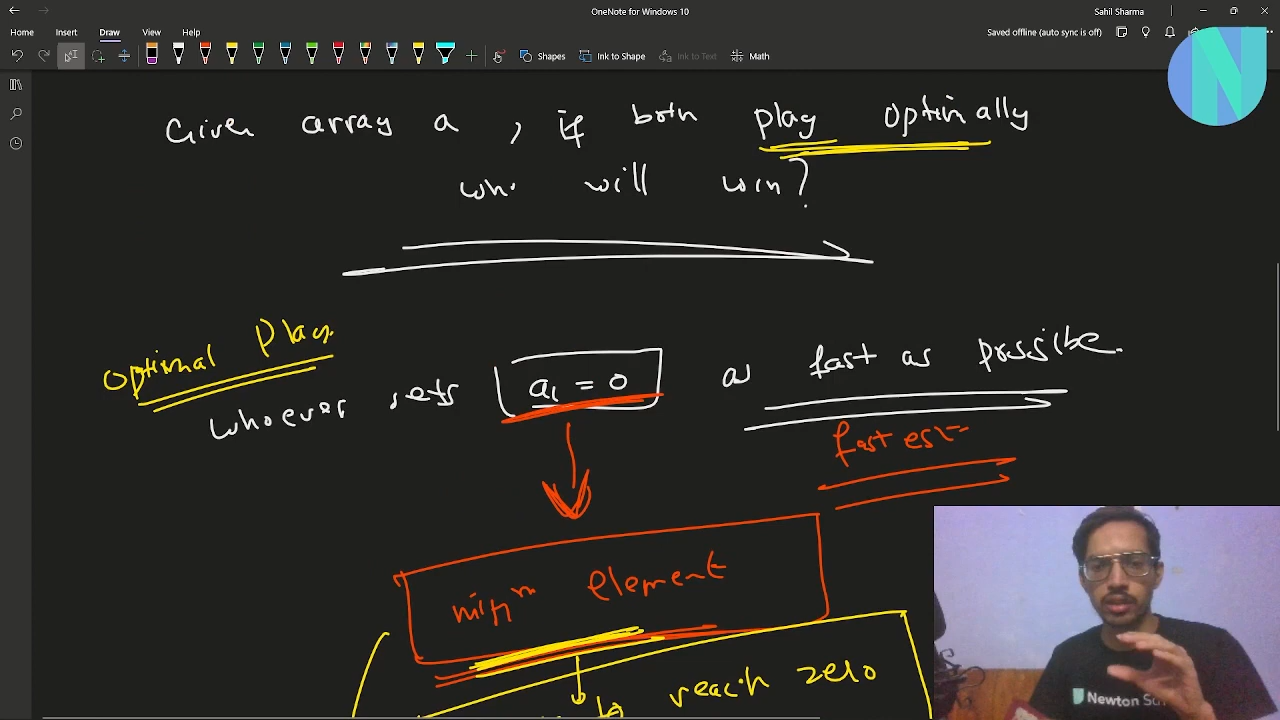 OneNote for Windows 10
Sahil Sharma
Home Insert Draw View Help
Saved offline (auto sync is off)
Shapes Ink to Shape Ink to Text Math
Given array a , if both play optimally
who will win?
Optimal Play
whoever sets a1 = 0 as fast as possible.
fastest
minm element
to reach zero
Newton